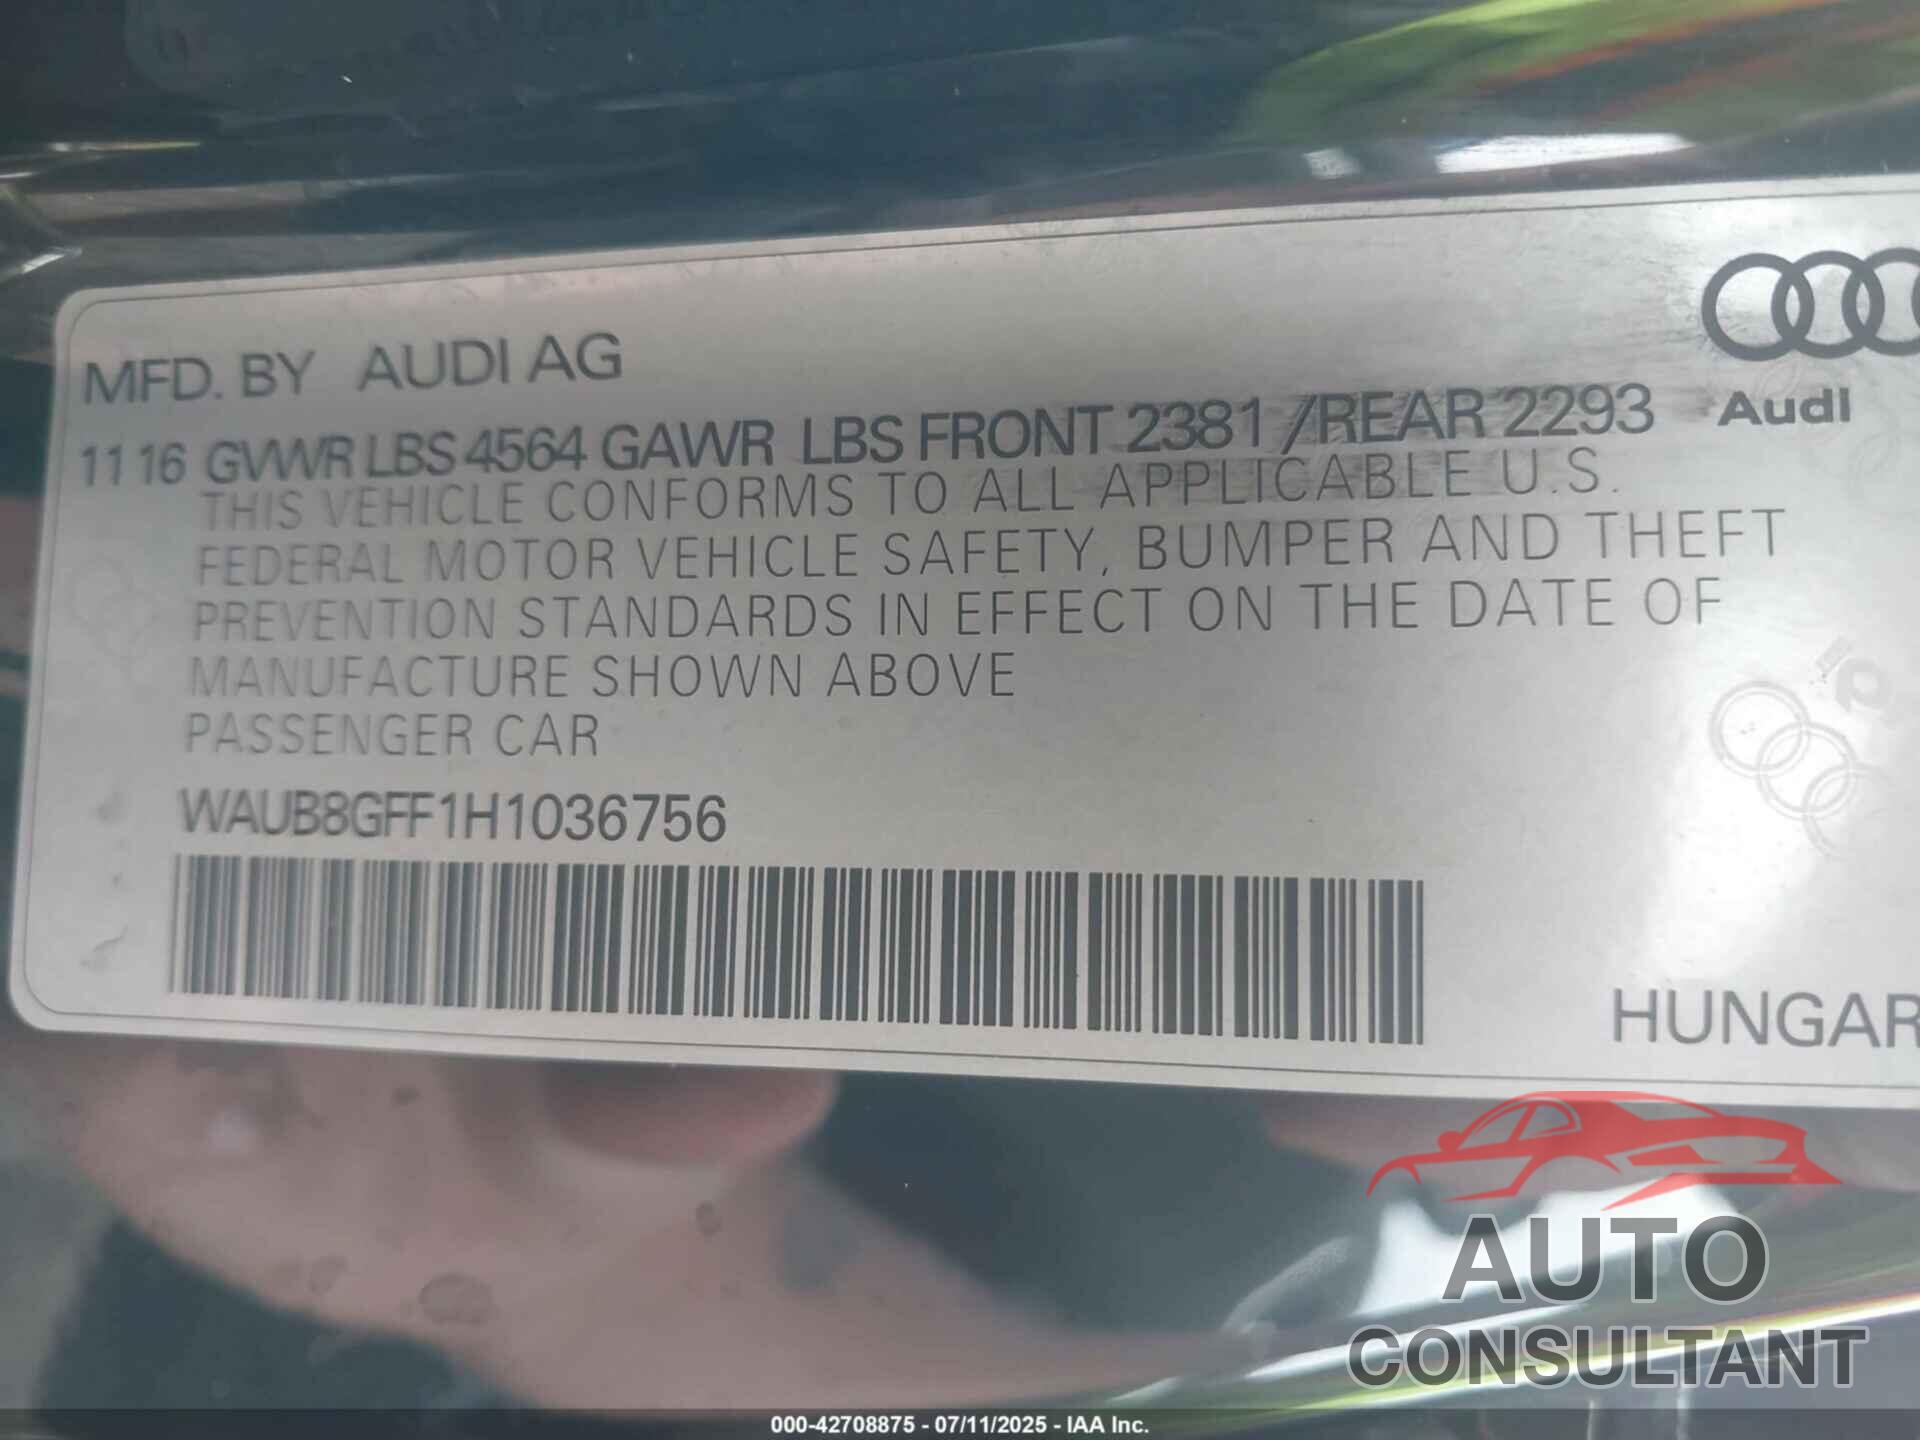 MFD. BY AUDI AG
11 16 GVWR LBS 4564 GAWR LBS FRONT 2381 /REAR 2293
Audi
THIS VEHICLE CONFORMS TO ALL APPLICABLE U.S.
FEDERAL MOTOR VEHICLE SAFETY, BUMPER AND THEFT
PREVENTION STANDARDS IN EFFECT ON THE DATE OF
MANUFACTURE SHOWN ABOVE
PASSENGER CAR
WAUB8GFF1H1036756
HUNGAR
AUTO
CONSULTANT
000-42708875 - 07/11/2025 - IAA Inc.